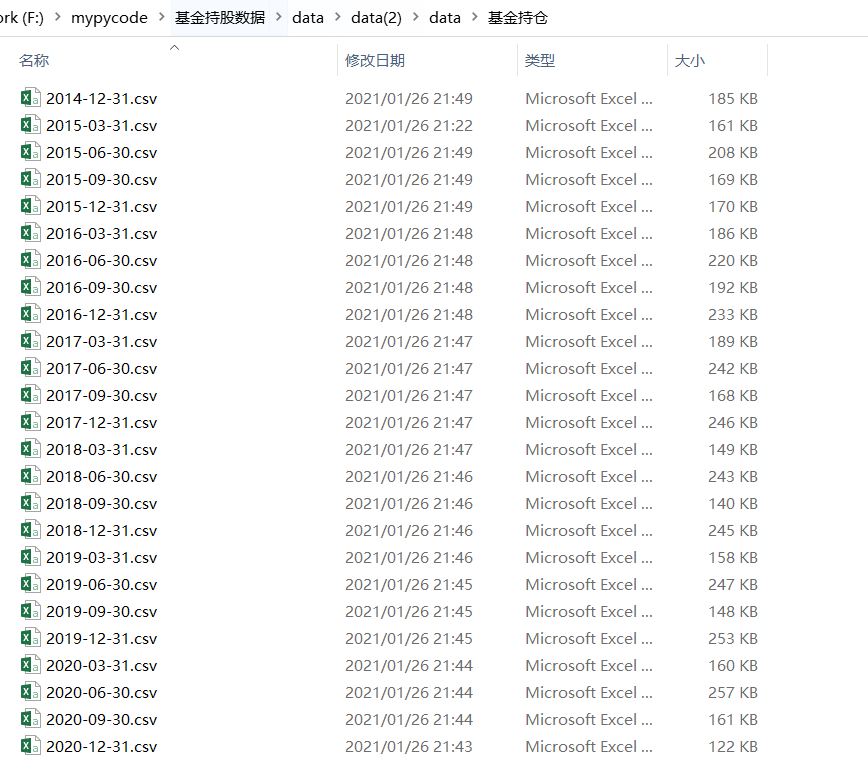 rk (F:) > mypycode > 基金持股数据 > data > data(2) > data > 基金持仓
名称 修改日期 类型 大小
2014-12-31.csv 2021/01/26 21:49 Microsoft Excel ... 185 KB
2015-03-31.csv 2021/01/26 21:22 Microsoft Excel ... 161 KB
2015-06-30.csv 2021/01/26 21:49 Microsoft Excel ... 208 KB
2015-09-30.csv 2021/01/26 21:49 Microsoft Excel ... 169 KB
2015-12-31.csv 2021/01/26 21:49 Microsoft Excel ... 170 KB
2016-03-31.csv 2021/01/26 21:48 Microsoft Excel ... 186 KB
2016-06-30.csv 2021/01/26 21:48 Microsoft Excel ... 220 KB
2016-09-30.csv 2021/01/26 21:48 Microsoft Excel ... 192 KB
2016-12-31.csv 2021/01/26 21:48 Microsoft Excel ... 233 KB
2017-03-31.csv 2021/01/26 21:47 Microsoft Excel ... 189 KB
2017-06-30.csv 2021/01/26 21:47 Microsoft Excel ... 242 KB
2017-09-30.csv 2021/01/26 21:47 Microsoft Excel ... 168 KB
2017-12-31.csv 2021/01/26 21:47 Microsoft Excel ... 246 KB
2018-03-31.csv 2021/01/26 21:47 Microsoft Excel ... 149 KB
2018-06-30.csv 2021/01/26 21:46 Microsoft Excel ... 243 KB
2018-09-30.csv 2021/01/26 21:46 Microsoft Excel ... 140 KB
2018-12-31.csv 2021/01/26 21:46 Microsoft Excel ... 245 KB
2019-03-31.csv 2021/01/26 21:46 Microsoft Excel ... 158 KB
2019-06-30.csv 2021/01/26 21:45 Microsoft Excel ... 247 KB
2019-09-30.csv 2021/01/26 21:45 Microsoft Excel ... 148 KB
2019-12-31.csv 2021/01/26 21:45 Microsoft Excel ... 253 KB
2020-03-31.csv 2021/01/26 21:44 Microsoft Excel ... 160 KB
2020-06-30.csv 2021/01/26 21:44 Microsoft Excel ... 257 KB
2020-09-30.csv 2021/01/26 21:44 Microsoft Excel ... 161 KB
2020-12-31.csv 2021/01/26 21:43 Microsoft Excel ... 122 KB